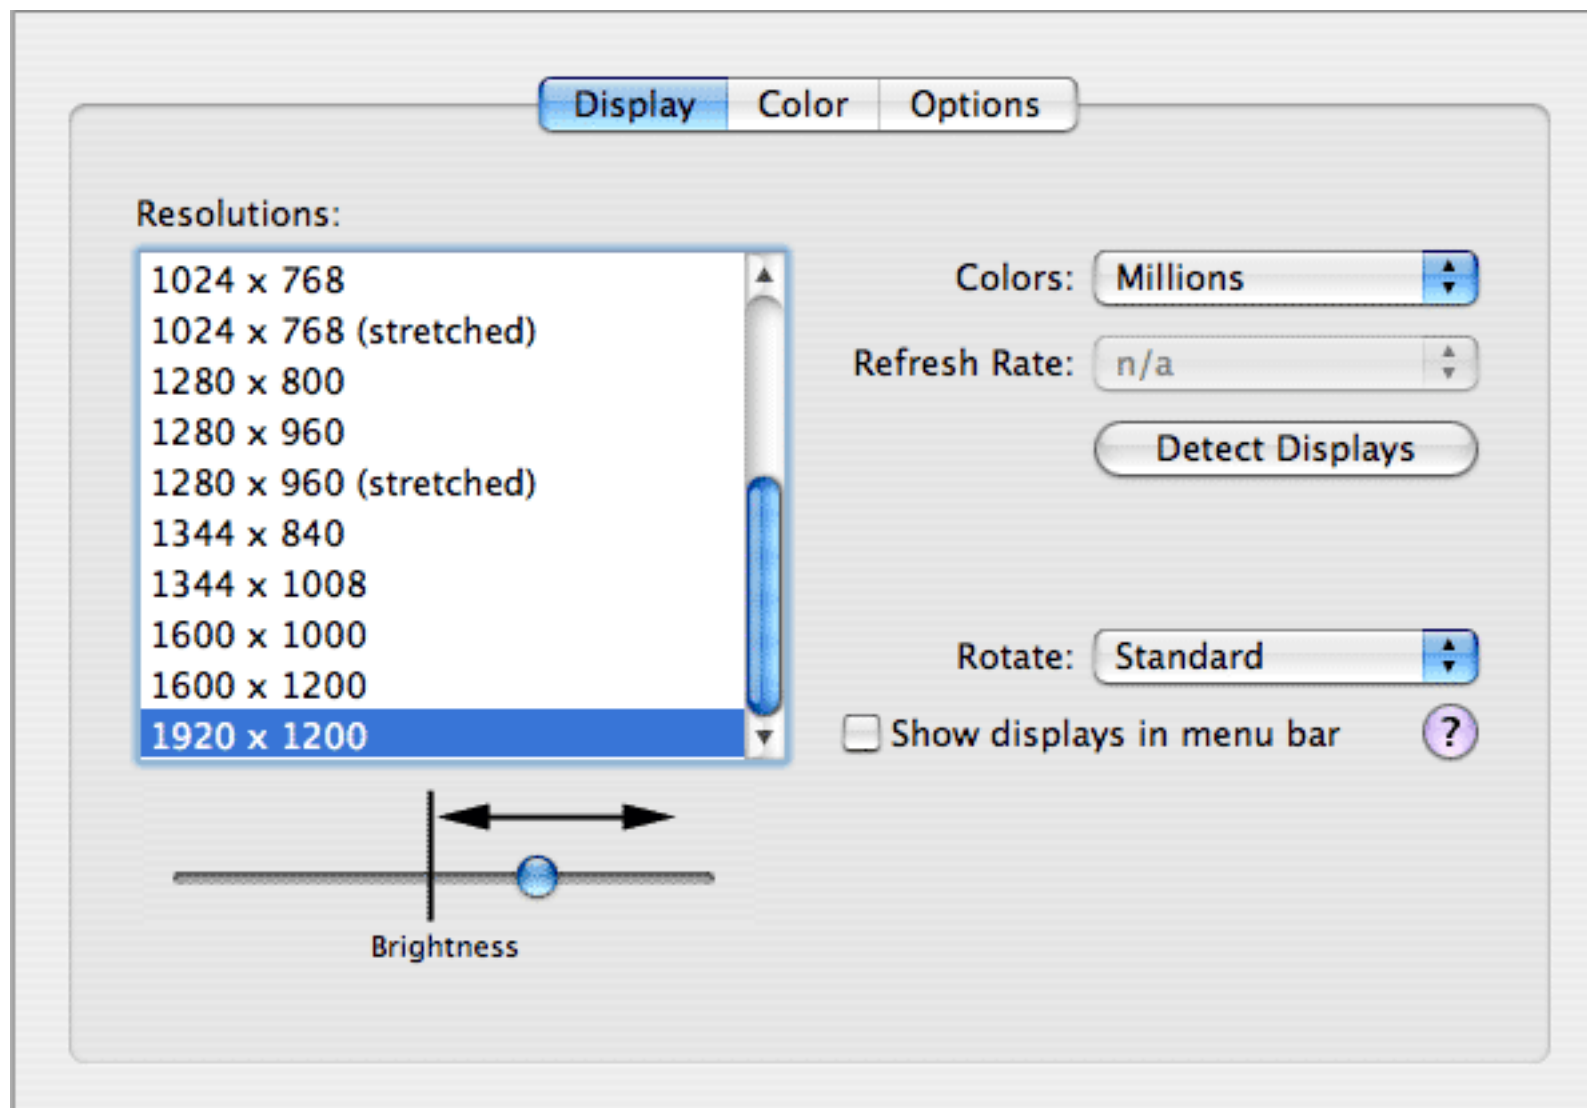 Display Color Options
Resolutions:
1024 x 768
1024 x 768 (stretched)
1280 x 800
1280 x 960
1280 x 960 (stretched)
1344 x 840
1344 x 1008
1600 x 1000
1600 x 1200
1920 x 1200
Brightness
Colors: Millions
Refresh Rate: n/a
Detect Displays
Rotate: Standard
Show displays in menu bar ?